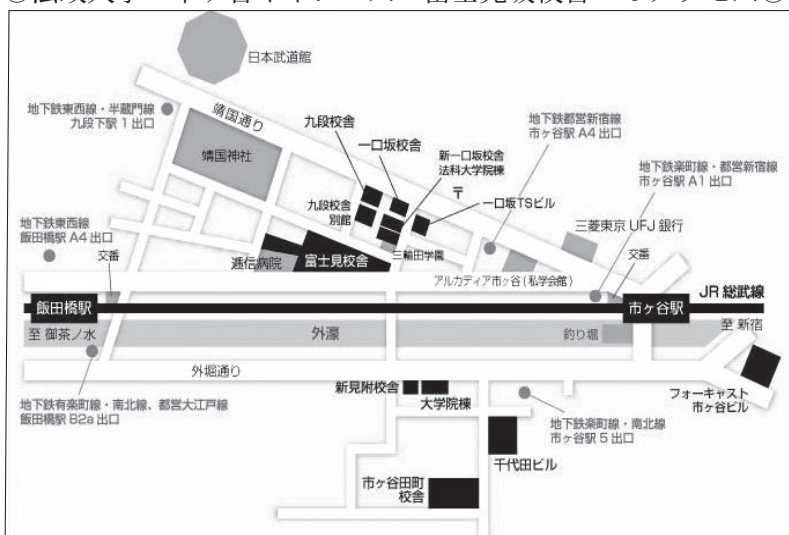 日本武道館
地下鉄東西線・半蔵門線
九段下駅 1 出口
靖国通り
靖国神社
九段校舎
一口坂校舎
新一口坂校舎
法科大学院棟
地下鉄都営新宿線
市ヶ谷駅 A4 出口
地下鉄楽町線・都営新宿線
市ヶ谷駅 A1 出口
〒
一口坂TSビル
九段校舎
別館
三菱東京 UFJ 銀行
地下鉄東西線
飯田橋駅 A4 出口
交番
逓信病院
富士見校舎
三輪田学園
アルカディア市ヶ谷 (私学会館)
交番
JR 総武線
飯田橋駅
市ヶ谷駅
至 御茶ノ水
外濠
釣り堀
至 新宿
外堀通り
新見附校舎
大学院棟
フォーキャスト
市ヶ谷ビル
地下鉄有楽町線・南北線、都営大江戸線
飯田橋駅 B2a 出口
地下鉄楽町線・南北線
市ヶ谷駅 5 出口
千代田ビル
市ヶ谷田町
校舎